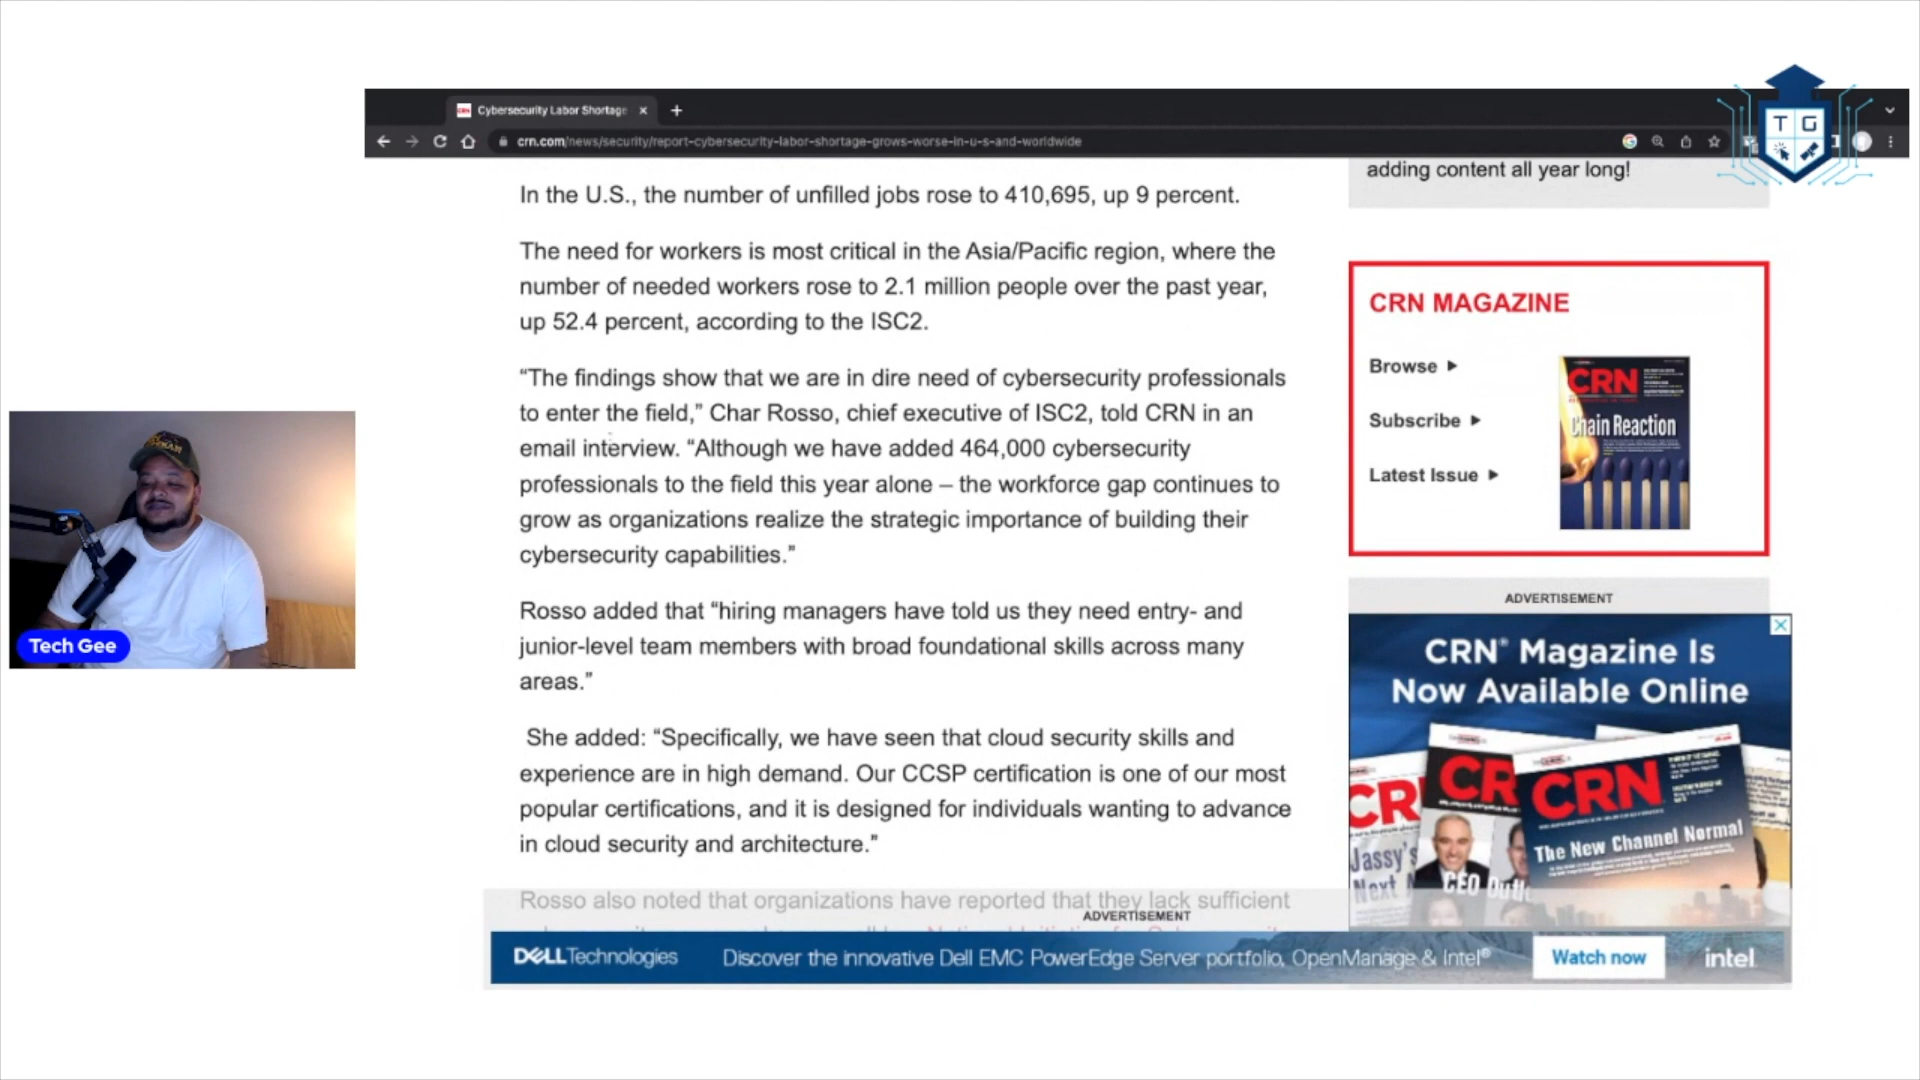 Cybersecurity Labor Shortage
crn.com/news/security/report-cybersecurity-labor-shortage-grows-worse-in-u-s-and-worldwide
T G
In the U.S., the number of unfilled jobs rose to 410,695, up 9 percent.
The need for workers is most critical in the Asia/Pacific region, where the
number of needed workers rose to 2.1 million people over the past year,
up 52.4 percent, according to the ISC2.
“The findings show that we are in dire need of cybersecurity professionals
to enter the field,” Char Rosso, chief executive of ISC2, told CRN in an
email interview. “Although we have added 464,000 cybersecurity
professionals to the field this year alone – the workforce gap continues to
grow as organizations realize the strategic importance of building their
cybersecurity capabilities.”
Rosso added that “hiring managers have told us they need entry- and
junior-level team members with broad foundational skills across many
areas.”
She added: “Specifically, we have seen that cloud security skills and
experience are in high demand. Our CCSP certification is one of our most
popular certifications, and it is designed for individuals wanting to advance
in cloud security and architecture.”
Rosso also noted that organizations have reported that they lack sufficient
adding content all year long!
CRN MAGAZINE
Browse
Subscribe
Latest Issue
CRN
Chain Reaction
ADVERTISEMENT
CRN® Magazine Is
Now Available Online
CRN
The New Channel Normal
Jassy's
Next
CEO
Tech Gee
ADVERTISEMENT
DELLTechnologies
Discover the innovative Dell EMC PowerEdge Server portfolio, OpenManage & Intel®
Watch now
intel